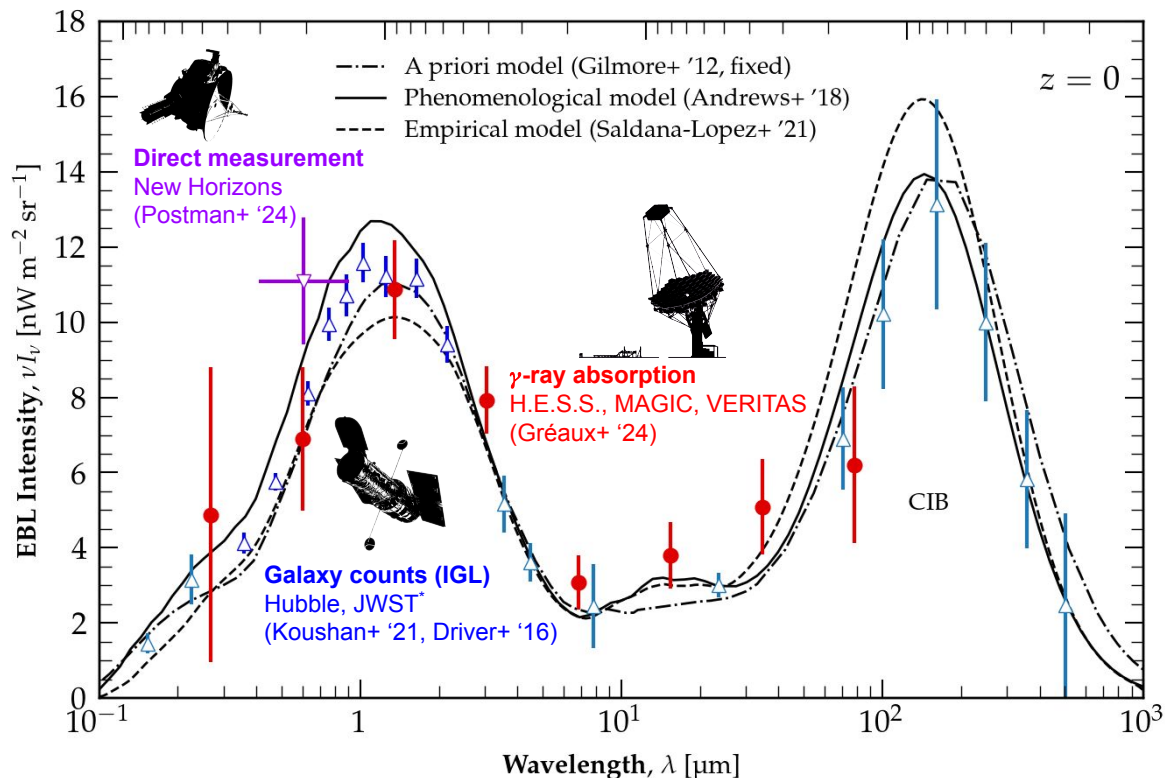 18
16
14
12
10
8
6
4
2
0
EBL Intensity, νIν [nW m⁻² sr⁻¹]
A priori model (Gilmore+ '12, fixed)
Phenomenological model (Andrews+ '18)
Empirical model (Saldana-Lopez+ '21)
z = 0
Direct measurement
New Horizons
(Postman+ ‘24)
γ-ray absorption
H.E.S.S., MAGIC, VERITAS
(Gréaux+ ‘24)
CIB
Galaxy counts (IGL)
Hubble, JWST*
(Koushan+ ‘21, Driver+ ‘16)
10⁻¹ 1 10¹ 10² 10³
Wavelength, λ [µm]